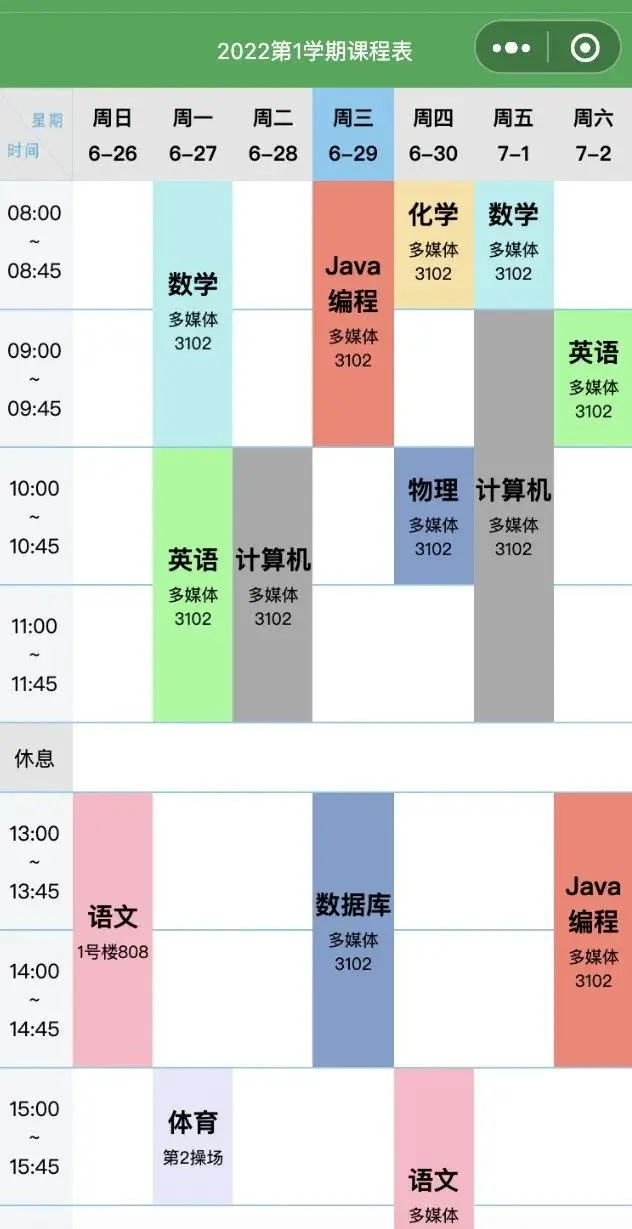 2022第1学期课程表
星期
时间
周日
周一
周二
周三
周四
周五
周六
6-26
6-27
6-28
6-29
6-30
7-1
7-2
08:00
~
08:45
数学
多媒体
3102
Java
编程
多媒体
3102
化学
多媒体
3102
数学
多媒体
3102
09:00
~
09:45
计算机
多媒体
3102
英语
多媒体
3102
10:00
~
10:45
英语
多媒体
3102
计算机
多媒体
3102
物理
多媒体
3102
11:00
~
11:45
休息
13:00
~
13:45
语文
1号楼808
数据库
多媒体
3102
Java
编程
多媒体
3102
14:00
~
14:45
15:00
~
15:45
体育
第2操场
语文
多媒体